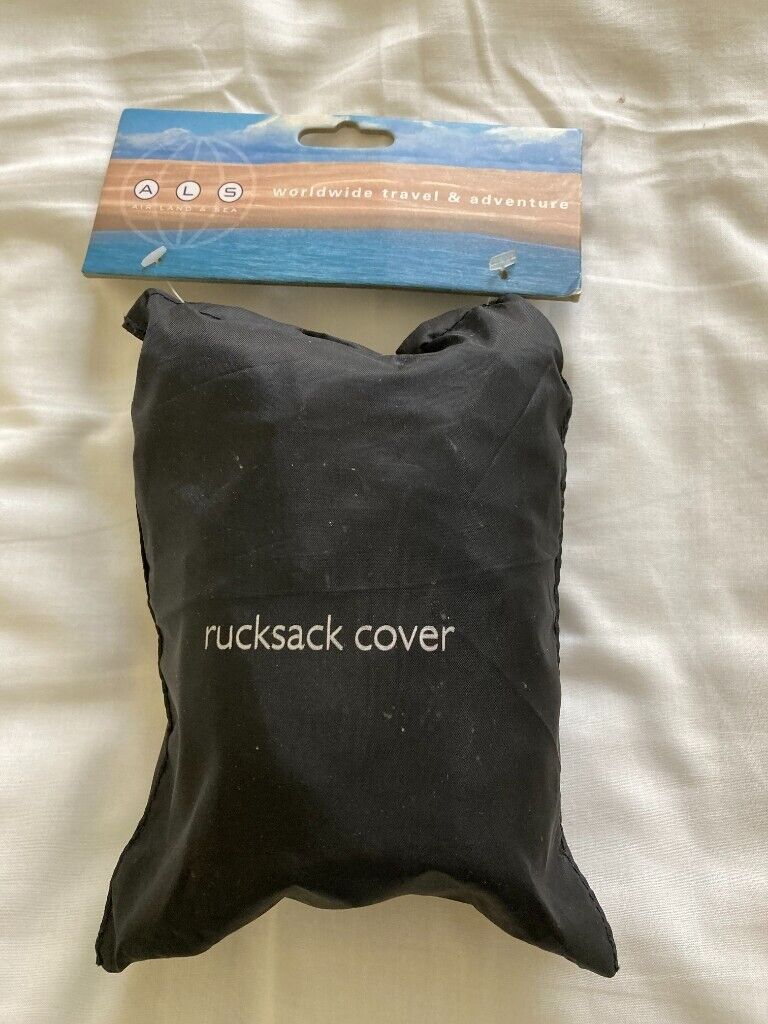 A L S
AIR LAND & SEA
worldwide travel & adventure
rucksack cover